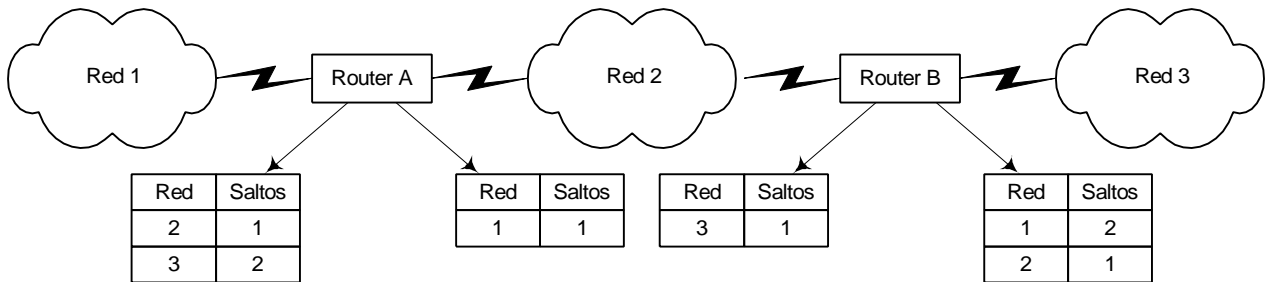 Red 1
Router A
Red 2
Router B
Red 3
Red Saltos
2 1
3 2
Red Saltos
1 1
Red Saltos
3 1
Red Saltos
1 2
2 1